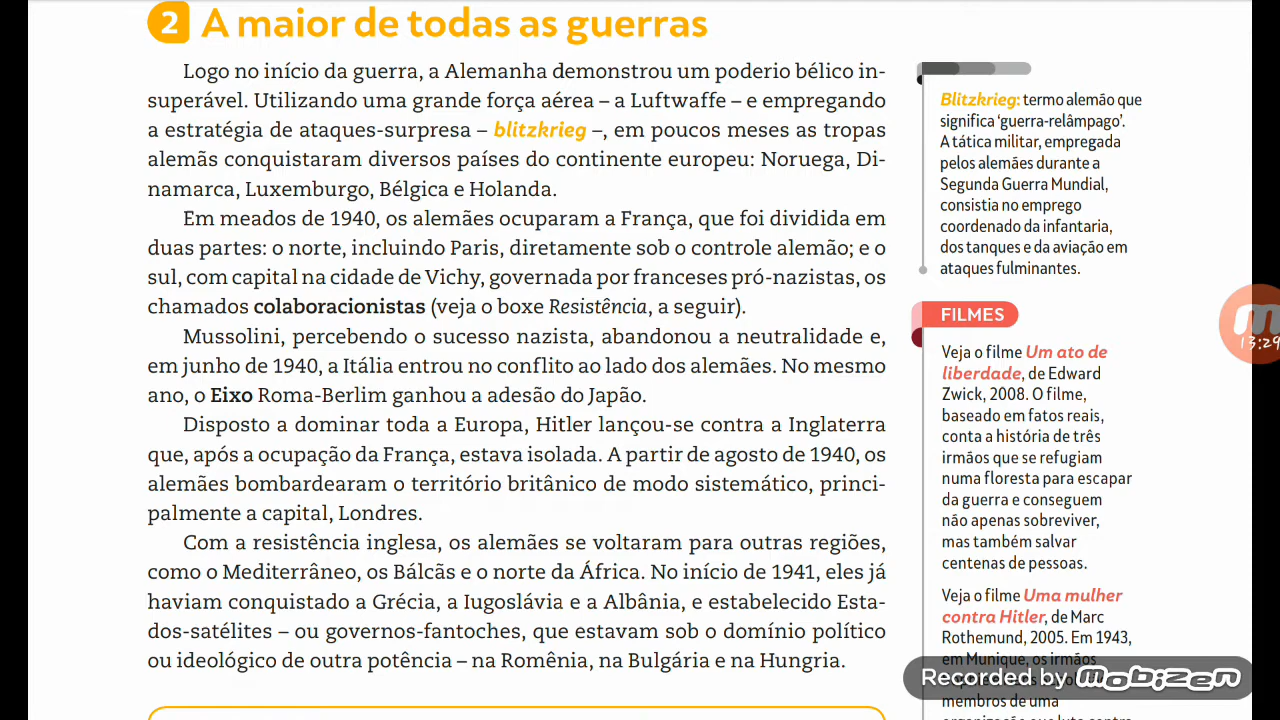 2 A maior de todas as guerras
Logo no início da guerra, a Alemanha demonstrou um poderio bélico in-
superável. Utilizando uma grande força aérea – a Luftwaffe – e empregando
a estratégia de ataques-surpresa – blitzkrieg –, em poucos meses as tropas
alemãs conquistaram diversos países do continente europeu: Noruega, Di-
namarca, Luxemburgo, Bélgica e Holanda.
Em meados de 1940, os alemães ocuparam a França, que foi dividida em
duas partes: o norte, incluindo Paris, diretamente sob o controle alemão; e o
sul, com capital na cidade de Vichy, governada por franceses pró-nazistas, os
chamados colaboracionistas (veja o boxe Resistência, a seguir).
Mussolini, percebendo o sucesso nazista, abandonou a neutralidade e,
em junho de 1940, a Itália entrou no conflito ao lado dos alemães. No mesmo
ano, o Eixo Roma-Berlim ganhou a adesão do Japão.
Disposto a dominar toda a Europa, Hitler lançou-se contra a Inglaterra
que, após a ocupação da França, estava isolada. A partir de agosto de 1940, os
alemães bombardearam o território britânico de modo sistemático, princi-
palmente a capital, Londres.
Com a resistência inglesa, os alemães se voltaram para outras regiões,
como o Mediterrâneo, os Bálcãs e o norte da África. No início de 1941, eles já
haviam conquistado a Grécia, a Iugoslávia e a Albânia, e estabelecido Esta-
dos-satélites – ou governos-fantoches, que estavam sob o domínio político
ou ideológico de outra potência – na Romênia, na Bulgária e na Hungria.
Blitzkrieg: termo alemão que
significa ‘guerra-relâmpago’.
A tática militar, empregada
pelos alemães durante a
Segunda Guerra Mundial,
consistia no emprego
coordenado da infantaria,
dos tanques e da aviação em
ataques fulminantes.
FILMES
Veja o filme Um ato de
liberdade, de Edward
Zwick, 2008. O filme,
baseado em fatos reais,
conta a história de três
irmãos que se refugiam
numa floresta para escapar
da guerra e conseguem
não apenas sobreviver,
mas também salvar
centenas de pessoas.
Veja o filme Uma mulher
contra Hitler, de Marc
Rothemund, 2005. Em 1943,
em Munique, os irmãos
membros de uma
13:29
Recorded by mobizen